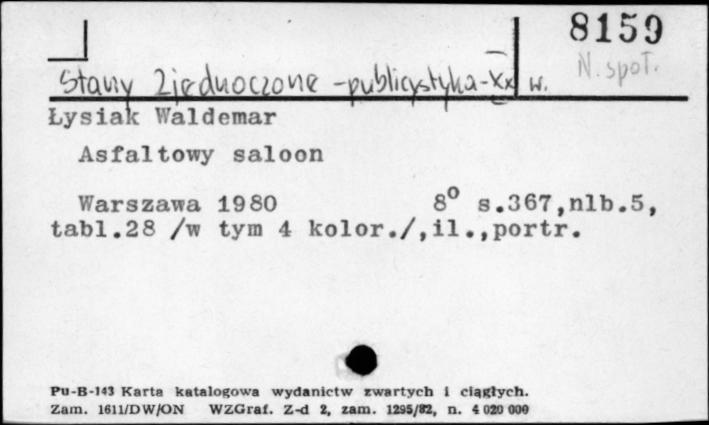 8159
N. społ.
Stany Zjednoczone -publicystyka-XX w.
Łysiak Waldemar
Asfaltowy saloon
Warszawa 1980 8° s.367,nlb.5,
tabl.28 /w tym 4 kolor./,il.,portr.
Pu-B-143 Karta katalogowa wydawnictw zwartych i ciągłych.
Zam. 1611/DW/ON WZGraf. Z-d 2, zam. 1295/82, n. 4 020 000